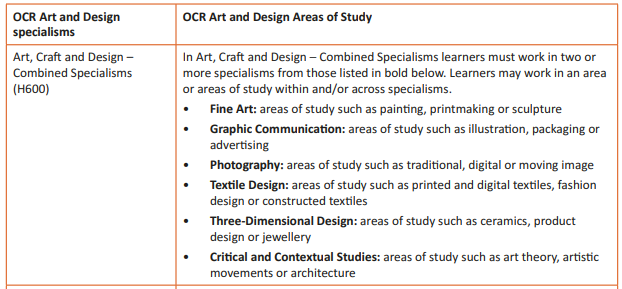 OCR Art and Design
specialisms
OCR Art and Design Areas of Study
Art, Craft and Design –
Combined Specialisms
(H600)
In Art, Craft and Design – Combined Specialisms learners must work in two or
more specialisms from those listed in bold below. Learners may work in an area
or areas of study within and/or across specialisms.
• Fine Art: areas of study such as painting, printmaking or sculpture
• Graphic Communication: areas of study such as illustration, packaging or
advertising
• Photography: areas of study such as traditional, digital or moving image
• Textile Design: areas of study such as printed and digital textiles, fashion
design or constructed textiles
• Three-Dimensional Design: areas of study such as ceramics, product
design or jewellery
• Critical and Contextual Studies: areas of study such as art theory, artistic
movements or architecture